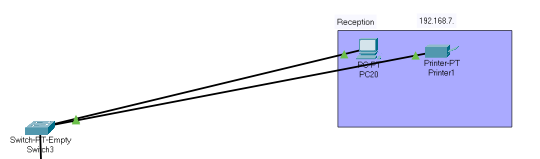 Reception
192.168.7.
PC-PT
PC20
Printer-PT
Printer1
Switch-PT-Empty
Switch3